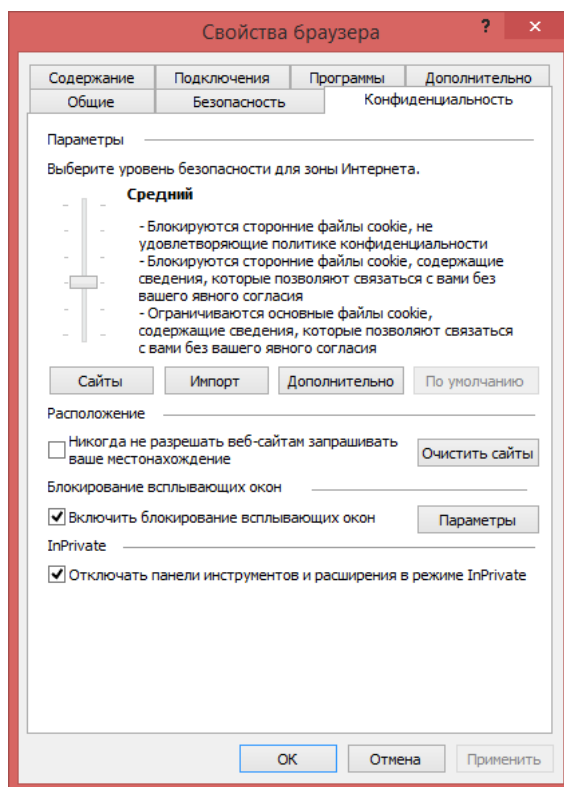 Свойства браузера
?
×
Содержание
Подключения
Программы
Дополнительно
Общие
Безопасность
Конфиденциальность
Параметры
Выберите уровень безопасности для зоны Интернета.
Средний
- Блокируются сторонние файлы cookie, не
удовлетворяющие политике конфиденциальности
- Блокируются сторонние файлы cookie, содержащие
сведения, которые позволяют связаться с вами без
вашего явного согласия
- Ограничиваются основные файлы cookie,
содержащие сведения, которые позволяют связаться
с вами без вашего явного согласия
Сайты
Импорт
Дополнительно
По умолчанию
Расположение
Никогда не разрешать веб-сайтам запрашивать
ваше местонахождение
Очистить сайты
Блокирование всплывающих окон
Включить блокирование всплывающих окон
Параметры
InPrivate
Отключать панели инструментов и расширения в режиме InPrivate
ОК
Отмена
Применить